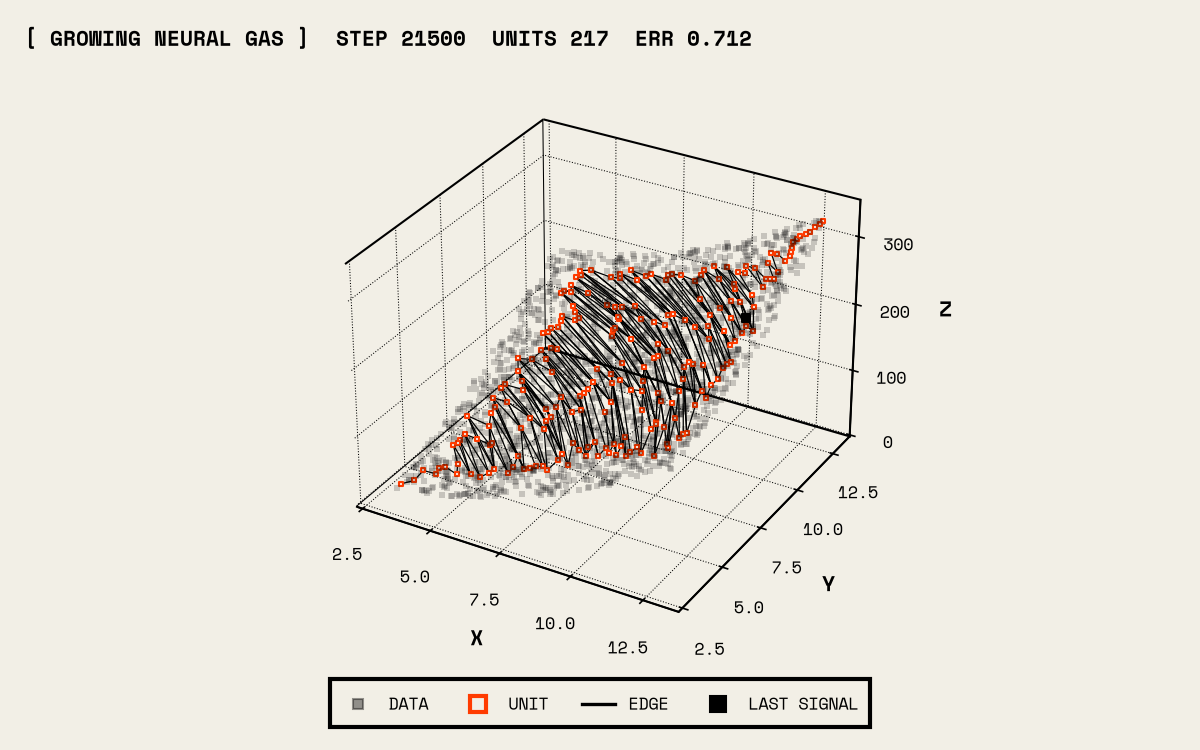 [ GROWING NEURAL GAS ]  STEP 21500  UNITS 217  ERR 0.712
300
200
100
0
Z
12.5
10.0
7.5
5.0
2.5
Y
2.5
5.0
7.5
10.0
12.5
X
DATA  UNIT  EDGE  LAST SIGNAL